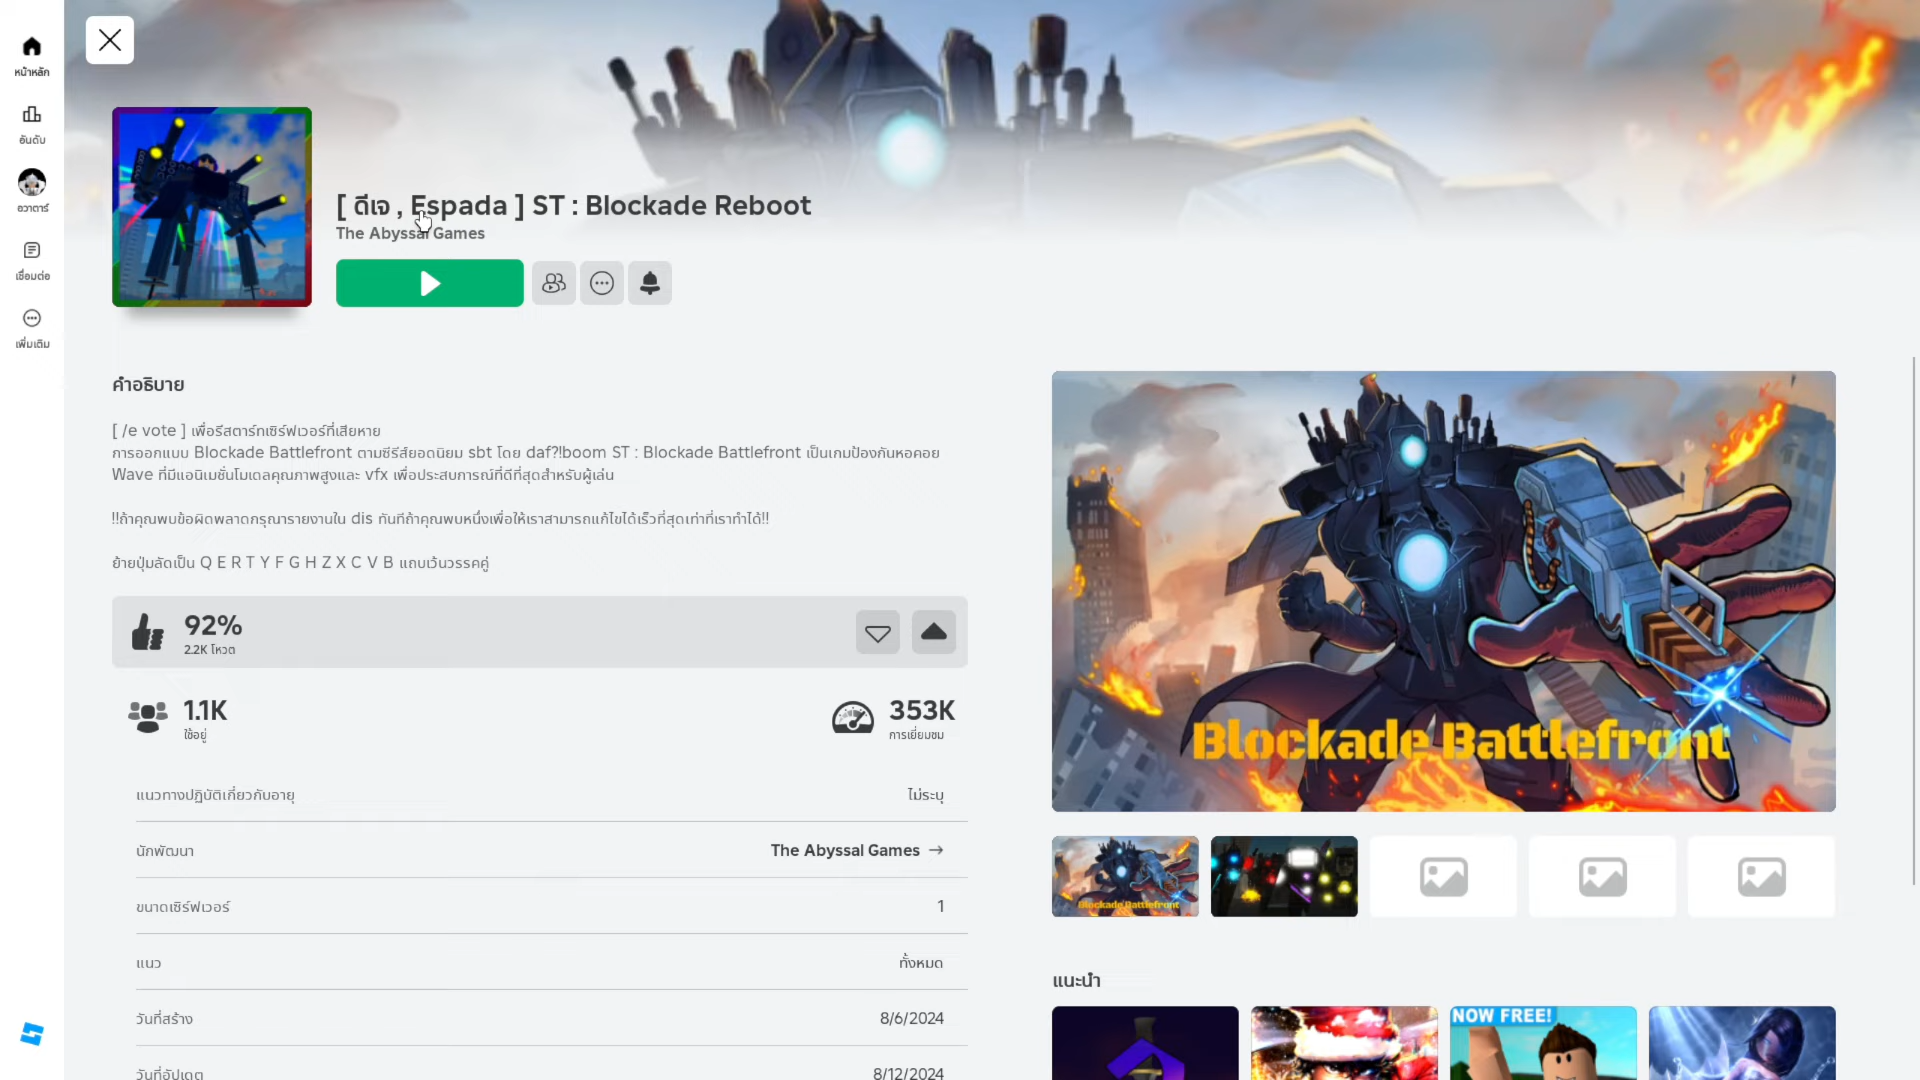 หน้าหลัก
อันดับ
อวาตาร์
เชื่อมต่อ
เพิ่มเติม
[ ดีเจ , Espada ] ST : Blockade Reboot
The Abyssal Games
คำอธิบาย
[ /e vote ] เพื่อรีสตาร์ทเซิร์ฟเวอร์ที่เสียหาย
การออกแบบ Blockade Battlefront ตามซีรีส์ยอดนิยม sbt โดย daf?!boom ST : Blockade Battlefront เป็นเกมป้องกันหอคอย
Wave ที่มีแอนิเมชั่นโมเดลคุณภาพสูงและ vfx เพื่อประสบการณ์ที่ดีที่สุดสำหรับผู้เล่น
!!ถ้าคุณพบข้อผิดพลาดกรุณารายงานใน dis ทันทีถ้าคุณพบหนึ่งเพื่อให้เราสามารถแก้ไขได้เร็วที่สุดเท่าที่เราทำได้!!
ย้ายปุ่มลัดเป็น Q E R T Y F G H Z X C V B แถบเว้นวรรคคู่
92%
2.2K โหวต
1.1K
ใช้อยู่
353K
การเยี่ยมชม
แนวทางปฏิบัติเกี่ยวกับอายุ
ไม่ระบุ
นักพัฒนา
The Abyssal Games
ขนาดเซิร์ฟเวอร์
1
แนว
ทั้งหมด
วันที่สร้าง
8/6/2024
วันที่อัปเดต
8/12/2024
Blockade Battlefront
Blockade Battlefront
แนะนำ
NOW FREE!